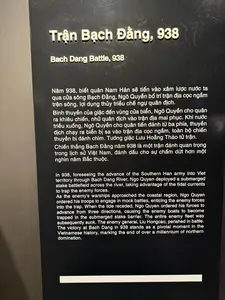 Trận Bạch Đằng, 938
Bach Dang Battle, 938
Năm 938, biết quân Nam Hán sẽ tiến vào xâm lược nước ta
qua cửa sông Bạch Đằng, Ngô Quyền bố trí trận địa cọc ngầm
trên sông, lợi dụng thủy triều chế ngự quân địch.
Binh thuyền của giặc đến vùng cửa biển, Ngô Quyền cho quân
ra khiêu chiến, nhử quân địch vào trận địa mai phục. Khi nước
triều xuống, Ngô Quyền cho quân tiến đánh từ ba phía, thuyền
địch chạy ra biển bị sa vào trận địa cọc ngầm, toàn bộ chiến
thuyền bị đánh chìm. Tướng giặc Lưu Hoằng Tháo tử trận.
Chiến thắng Bạch Đằng năm 938 là một trận đánh quan trọng
trong lịch sử Việt Nam, đánh dấu cho sự chấm dứt hơn một
nghìn năm Bắc thuộc.
In 938, foreseeing the advance of the Southern Han army into Viet
territory through Bach Dang River, Ngo Quyen deployed a submerged
stake battlefield across the river, taking advantage of the tidal currents
to trap the enemy forces.
As the enemy's warships approached the coastal region, Ngo Quyen
ordered his troops to engage in mock battles, enticing the enemy forces
into the trap. When the tide receded, Ngo Quyen ordered his forces to
advance from three directions, causing the enemy boats to become
trapped in the submerged stake barrier. The entire enemy fleet was
subsequently sunk. The enemy general, Liu Hongcao, perished in battle.
The victory at Bach Dang in 938 stands as a pivotal moment in the
Vietnamese history, marking the end of over a millennium of northern
domination.